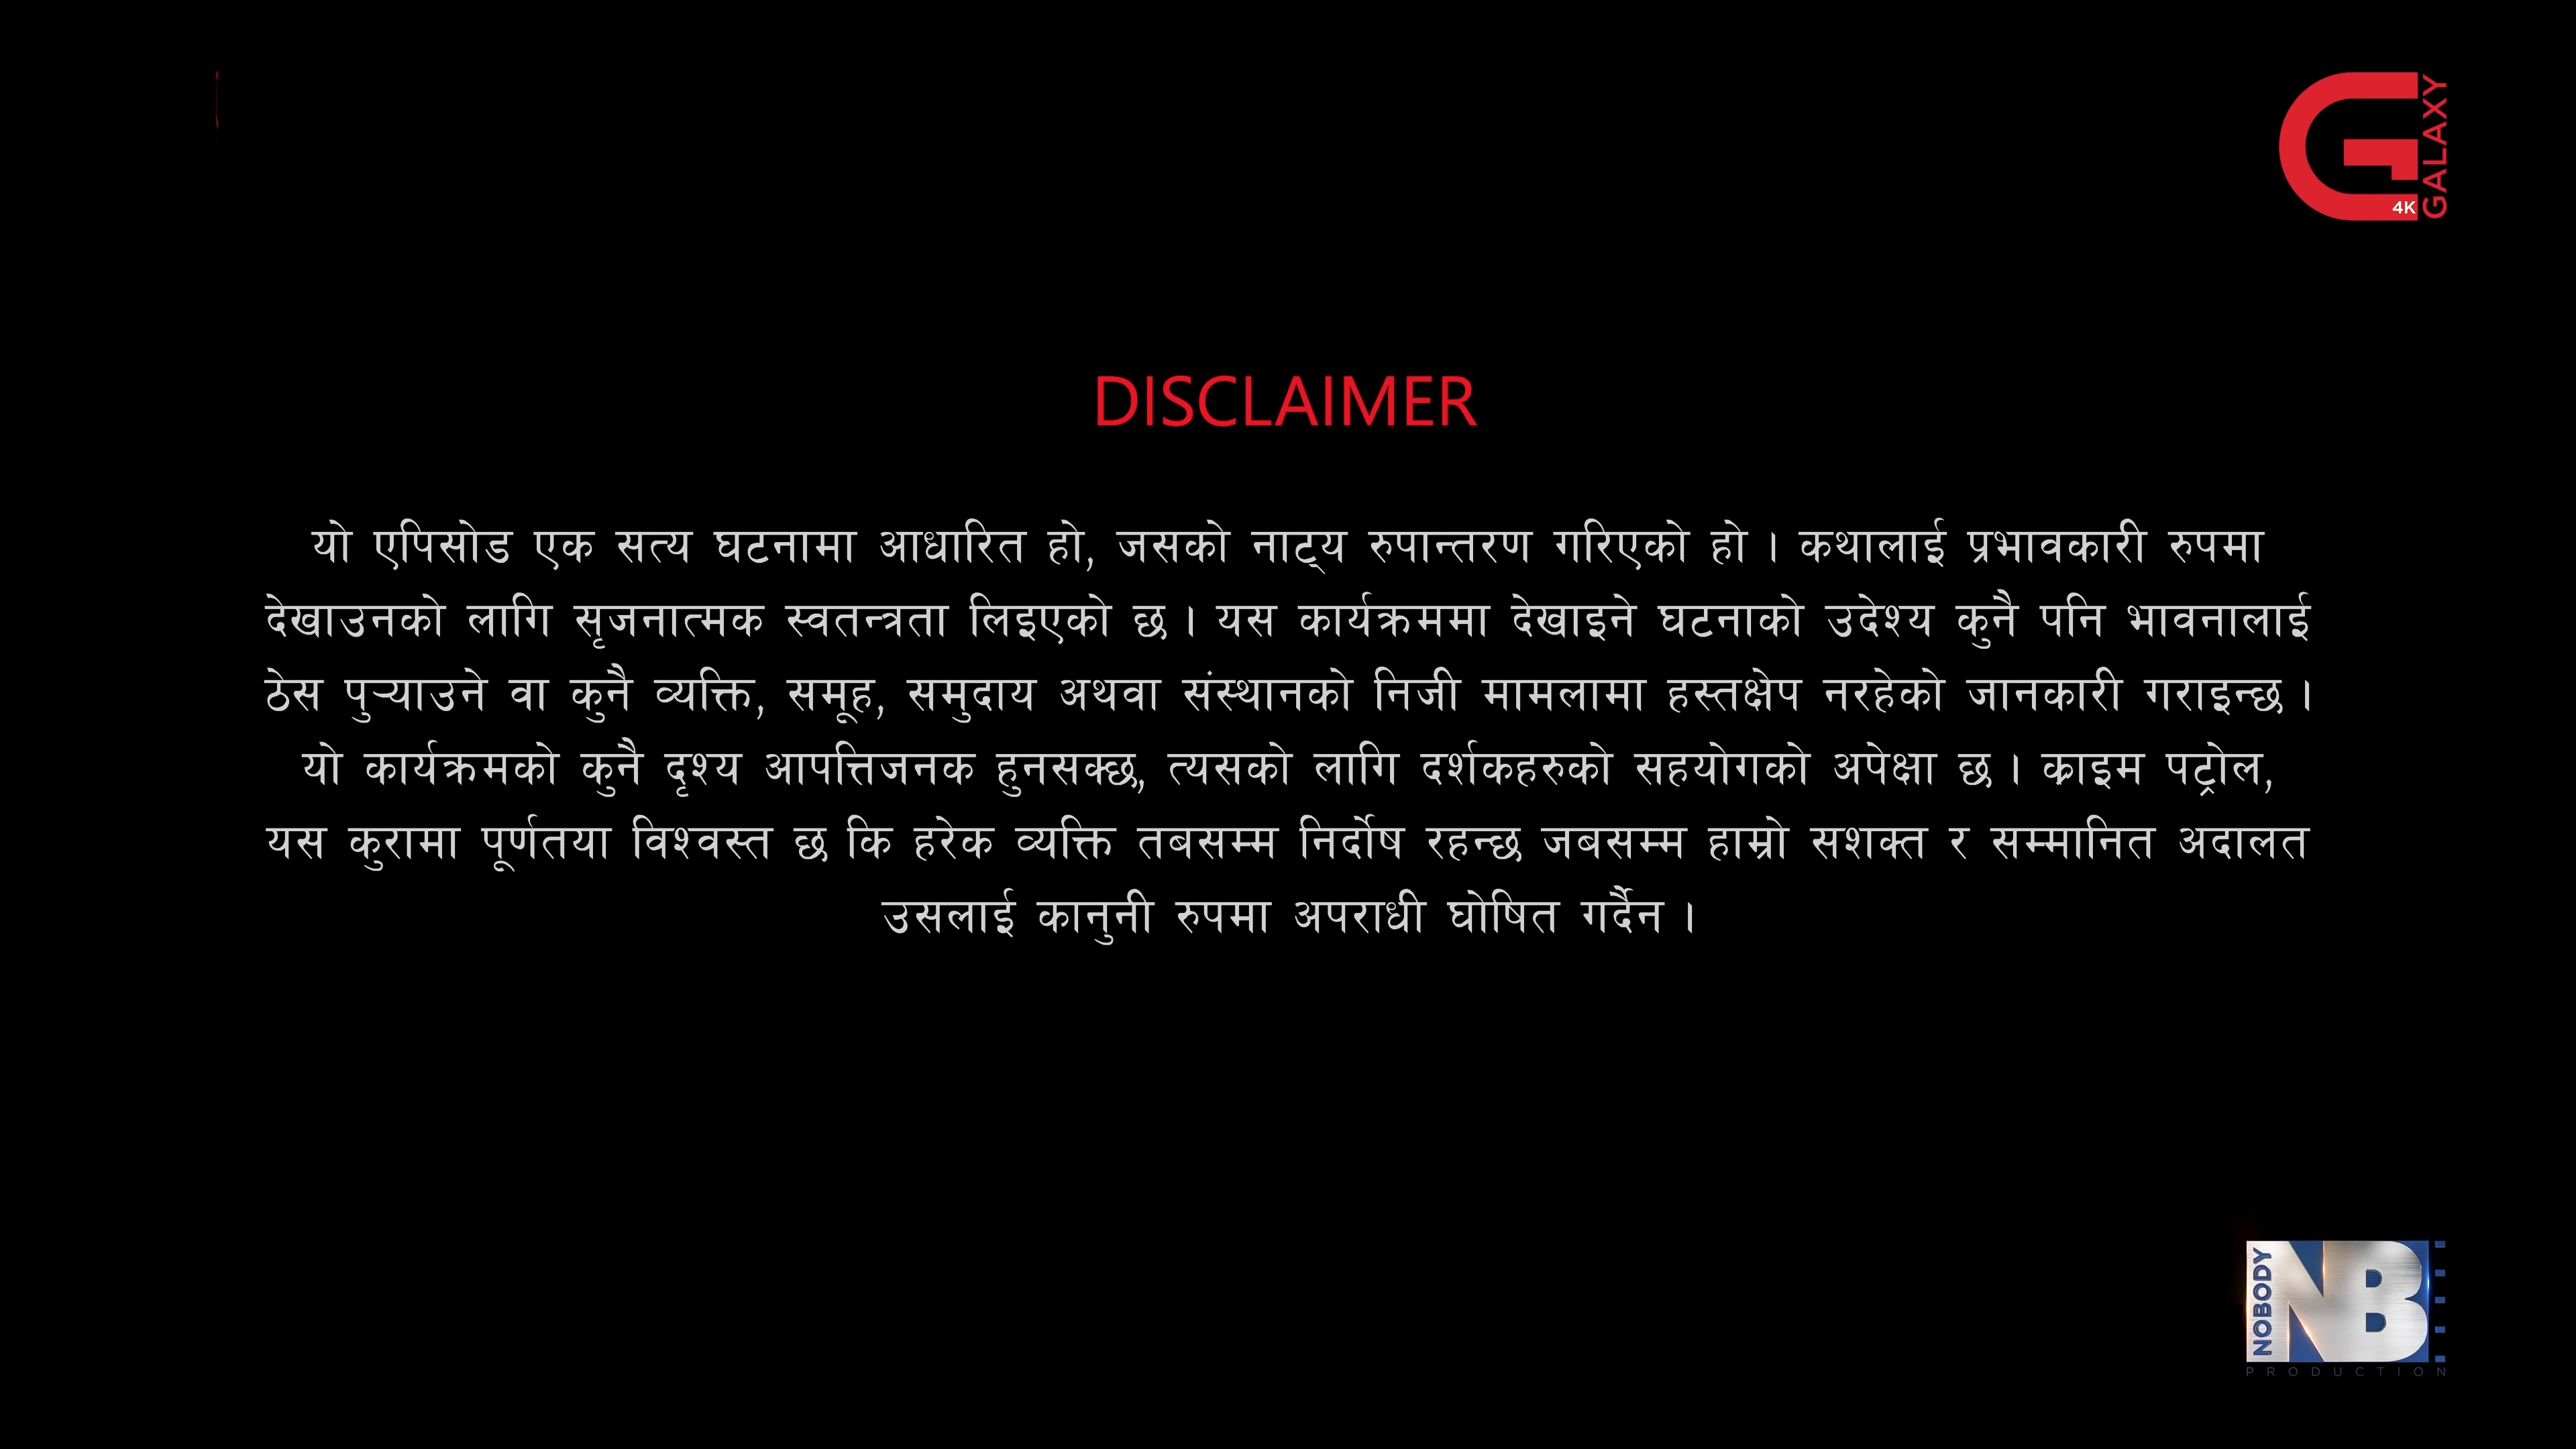 GALAXY
4K
DISCLAIMER
यो एपिसोड एक सत्य घटनामा आधारित हो, जसको नाट्य रुपान्तरण गरिएको हो । कथालाई प्रभावकारी रुपमा
देखाउनको लागि सृजनात्मक स्वतन्त्रता लिइएको छ । यस कार्यक्रममा देखाइने घटनाको उदेश्य कुनै पनि भावनालाई
ठेस पुऱ्याउने वा कुनै व्यक्ति, समूह, समुदाय अथवा संस्थानको निजी मामलामा हस्तक्षेप नरहेको जानकारी गराइन्छ ।
यो कार्यक्रमको कुनै दृश्य आपत्तिजनक हुनसक्छ, त्यसको लागि दर्शकहरुको सहयोगको अपेक्षा छ । क्राइम पट्रोल,
यस कुरामा पूर्णतया विश्वस्त छ कि हरेक व्यक्ति तबसम्म निर्दोष रहन्छ जबसम्म हाम्रो सशक्त र सम्मानित अदालत
उसलाई कानुनी रुपमा अपराधी घोषित गर्दैन ।
NOBODY
NB
PRODUCTION